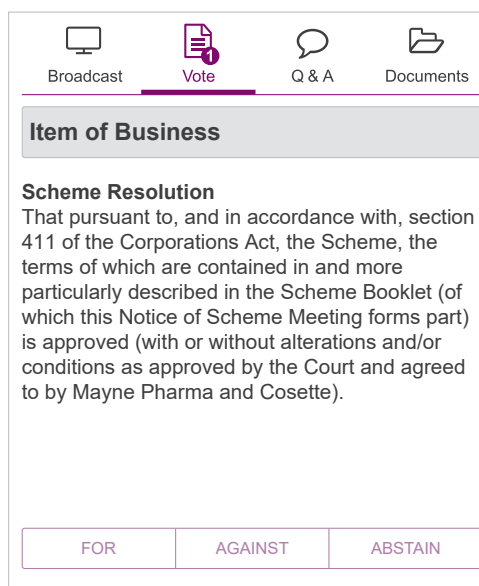 1
Broadcast Vote Q & A Documents
Item of Business
Scheme Resolution
That pursuant to, and in accordance with, section
411 of the Corporations Act, the Scheme, the
terms of which are contained in and more
particularly described in the Scheme Booklet (of
which this Notice of Scheme Meeting forms part)
is approved (with or without alterations and/or
conditions as approved by the Court and agreed
to by Mayne Pharma and Cosette).
FOR AGAINST ABSTAIN